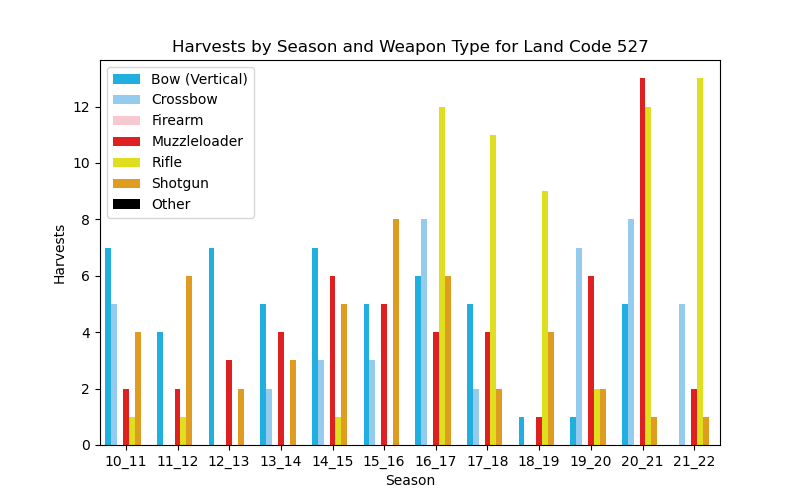 Harvests by Season and Weapon Type for Land Code 527
Bow (Vertical)
Crossbow
Firearm
Muzzleloader
Rifle
Shotgun
Other
Harvests
12
10
8
6
4
2
0
10_11 11_12 12_13 13_14 14_15 15_16 16_17 17_18 18_19 19_20 20_21 21_22
Season